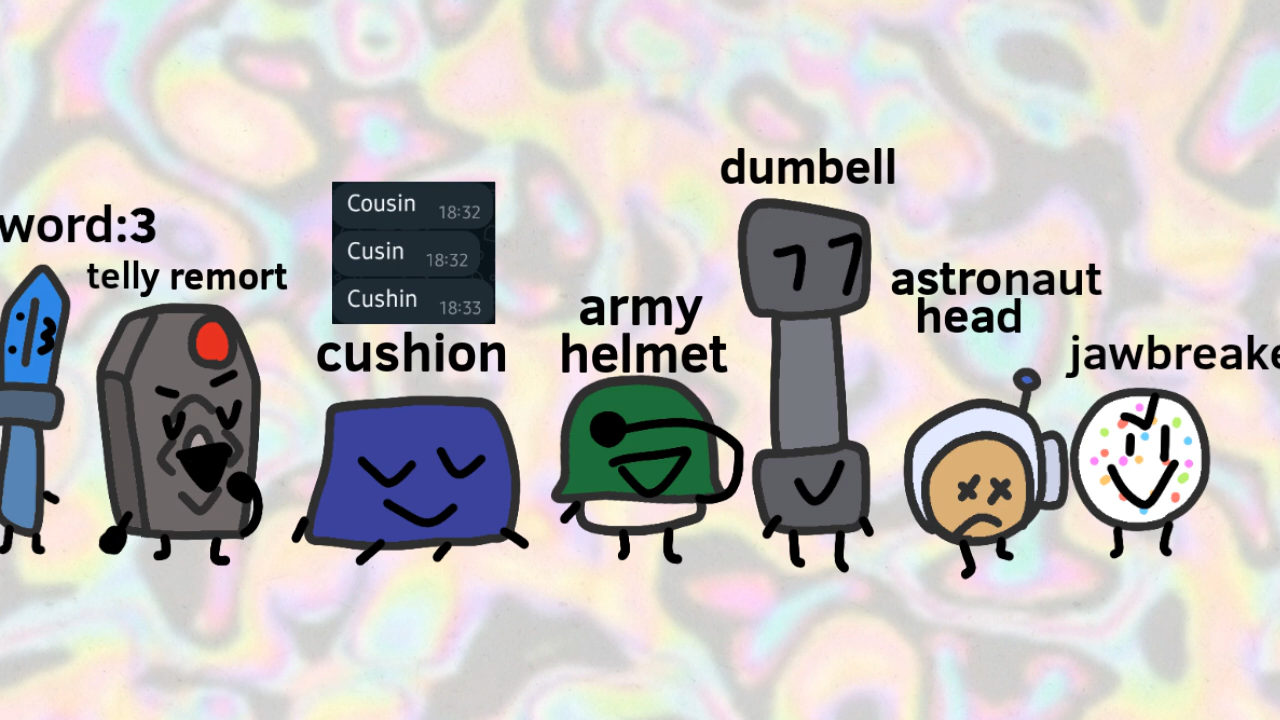 word:3
telly remort
Cousin 18:32
Cusin 18:32
Cushin 18:33
cushion
army
helmet
dumbell
astronaut
head
jawbreake